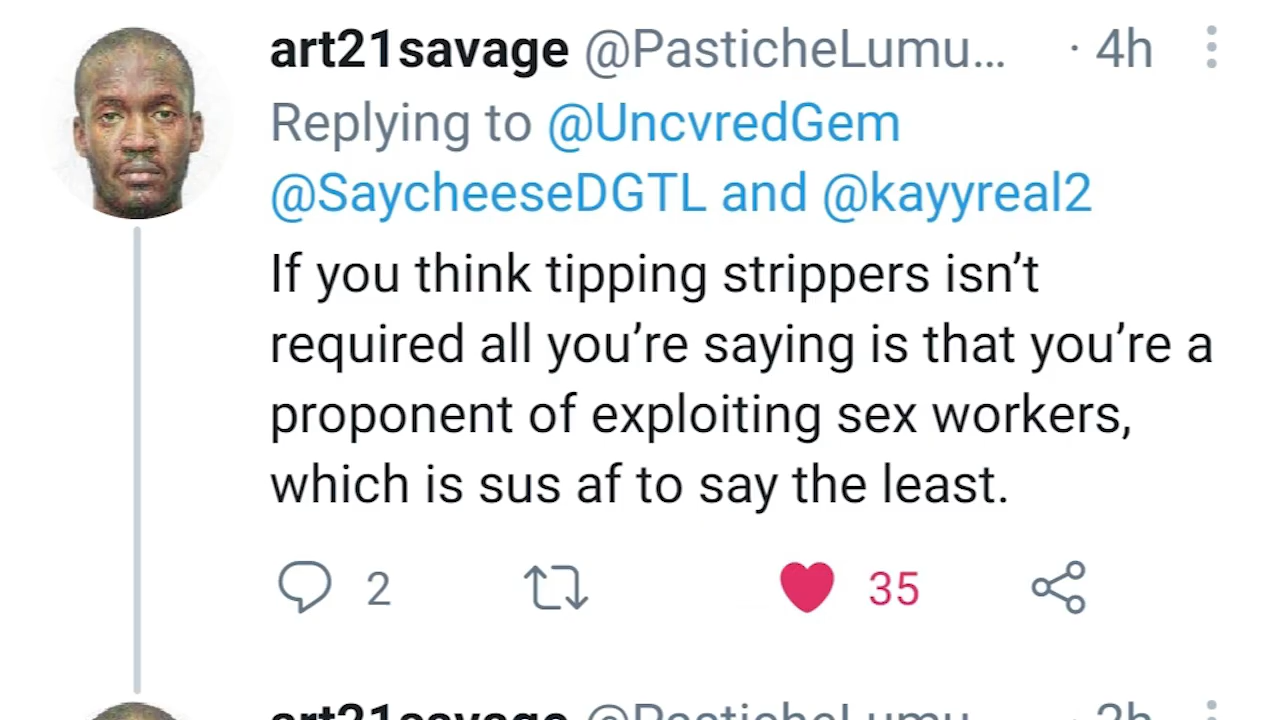 art21savage @PasticheLumu... · 4h
Replying to @UncvredGem
@SaycheeseDGTL and @kayyreal2
If you think tipping strippers isn’t
required all you’re saying is that you’re a
proponent of exploiting sex workers,
which is sus af to say the least.
2 35
art21savage @PasticheLumu... · 2h